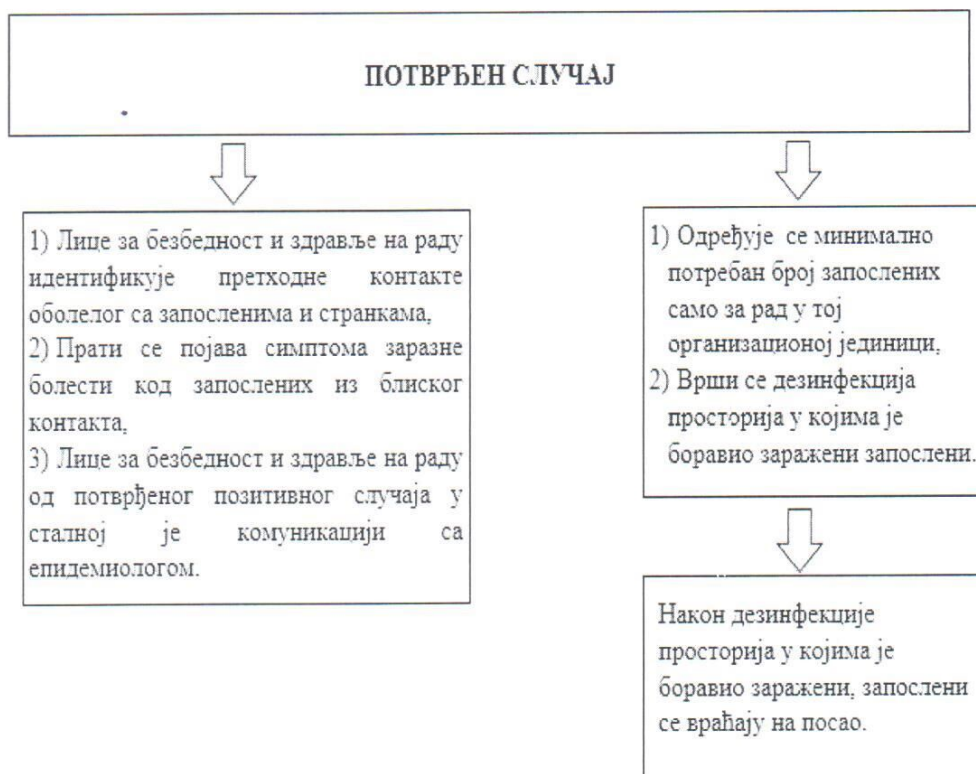 ПОТВРЂЕН СЛУЧАЈ
1) Лице за безбедност и здравље на раду
идентификује претходне контакте
оболелог са запосленима и странкама,
2) Прати се појава симптома заразне
болести код запослених из блиског
контакта,
3) Лице за безбедност и здравље на раду
од потврђеног позитивног случаја у
сталној је комуникацији са
епидемиологом.
1) Одређује се минимално
потребан број запослених
само за рад у тој
организационој јединици,
2) Врши се дезинфекција
просторија у којима је
боравио заражени запослени.
Након дезинфекције
просторија у којима је
боравио заражени, запослени
се враћају на посао.